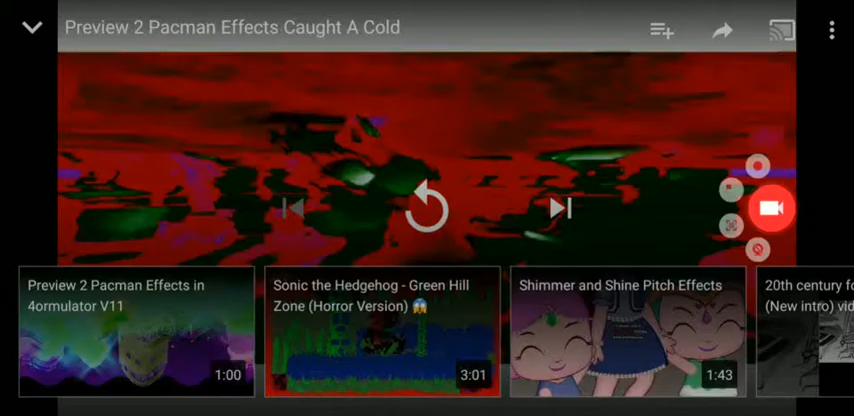 Preview 2 Pacman Effects Caught A Cold
Preview 2 Pacman Effects in
4ormulator V11
1:00
Sonic the Hedgehog - Green Hill
Zone (Horror Version) 😱
3:01
Shimmer and Shine Pitch Effects
1:43
20th century fo
(New intro) vid